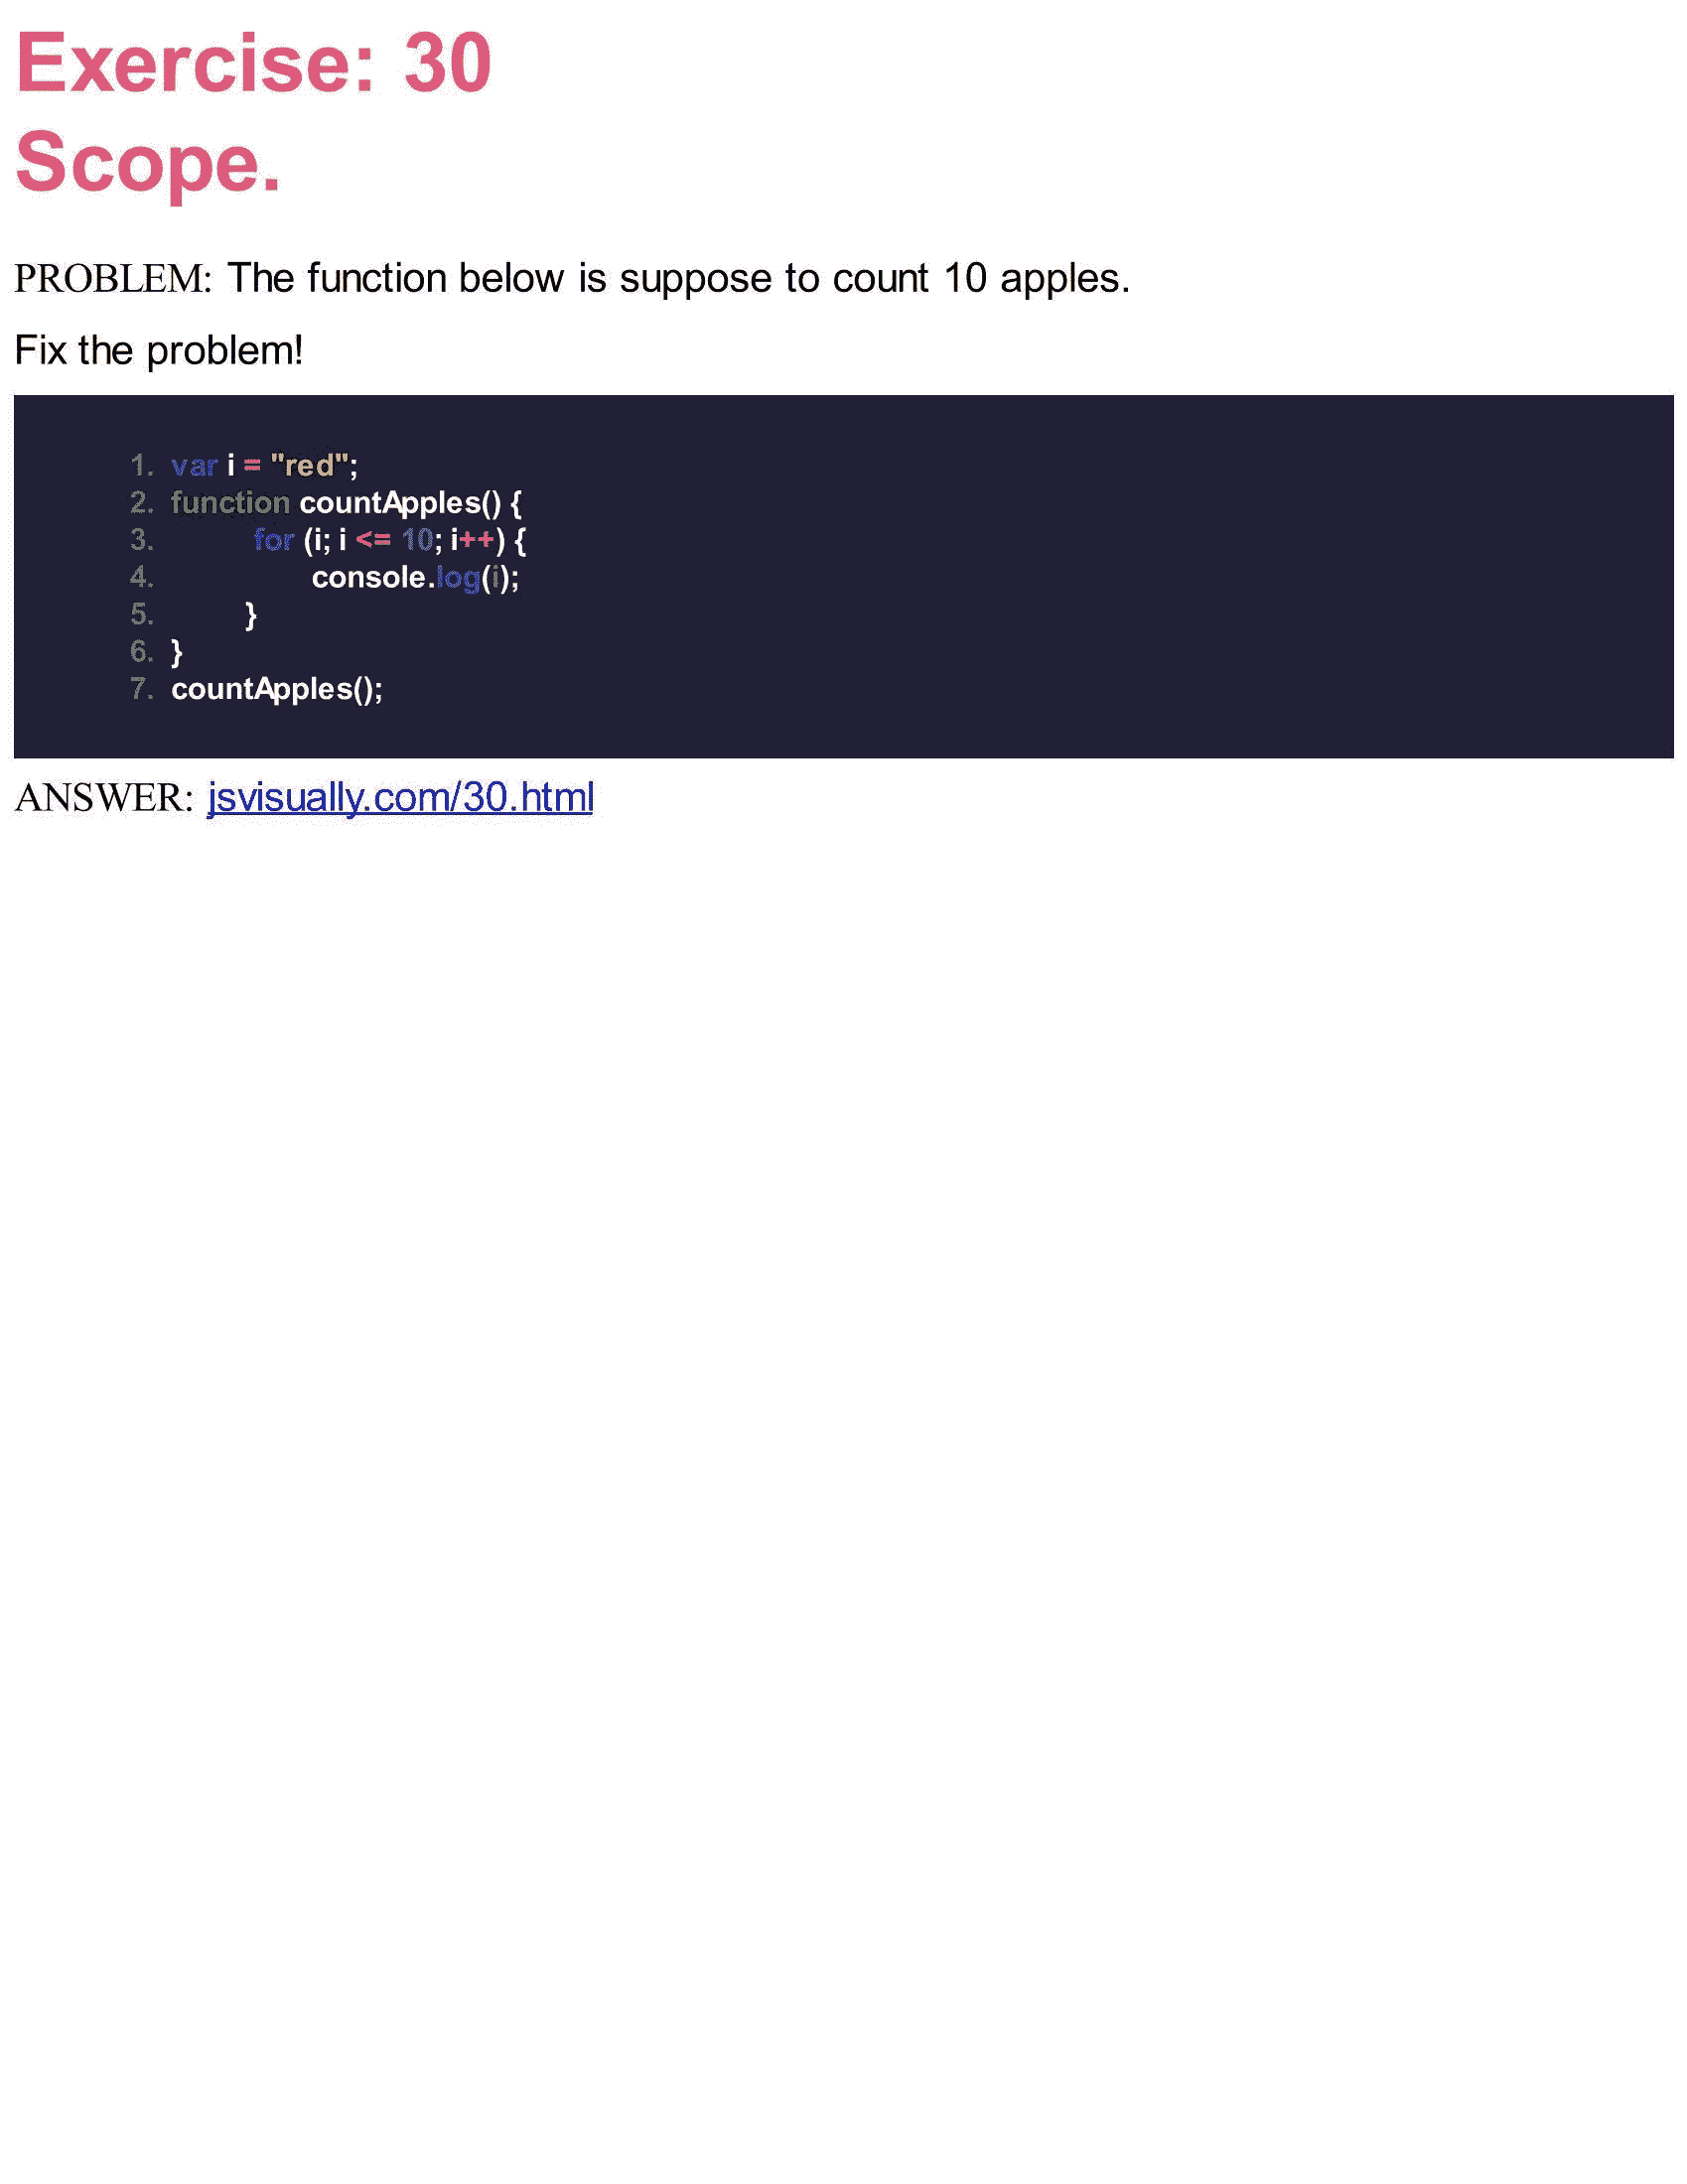 Exercise: 30
Scope.
PROBLEM: The function below is suppose to count 10 apples.
Fix the problem!
1. var i = "red";
2. function countApples() {
3. for (i; i <= 10; i++) {
4. console.log(i);
5. }
6. }
7. countApples();
ANSWER: jsvisually.com/30.html